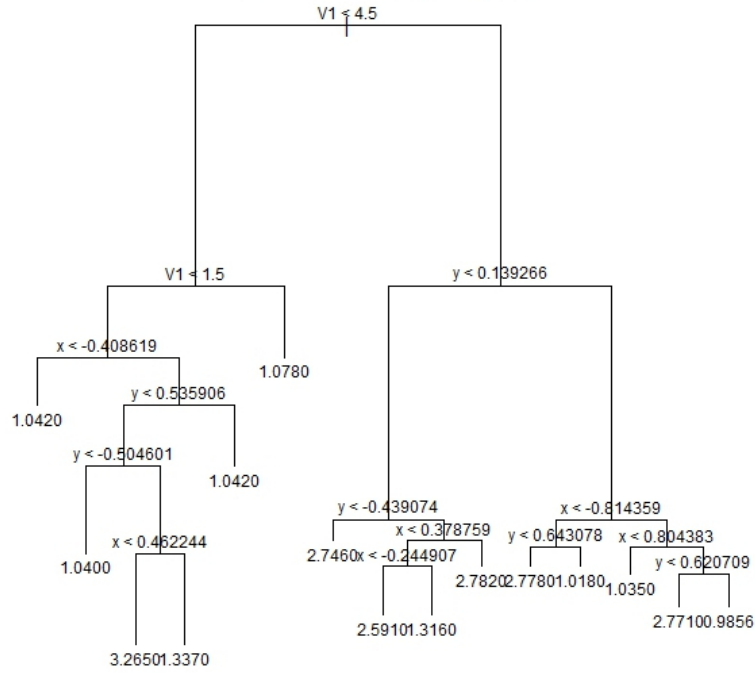 V1 < 4.5
V1 < 1.5
y < 0.139266
x < -0.408619
1.0780
y < 0.535906
1.0420
y < -0.504601
1.0420
y < -0.439074
x < -0.814359
x < 0.378759
y < 0.643078
x < 0.804383
x < 0.462244
2.7460
x < -0.244907
y < 0.620709
1.0400
2.7820
2.7780
1.0180
1.0350
2.5910
1.3160
2.7710
0.9856
3.2650
1.3370